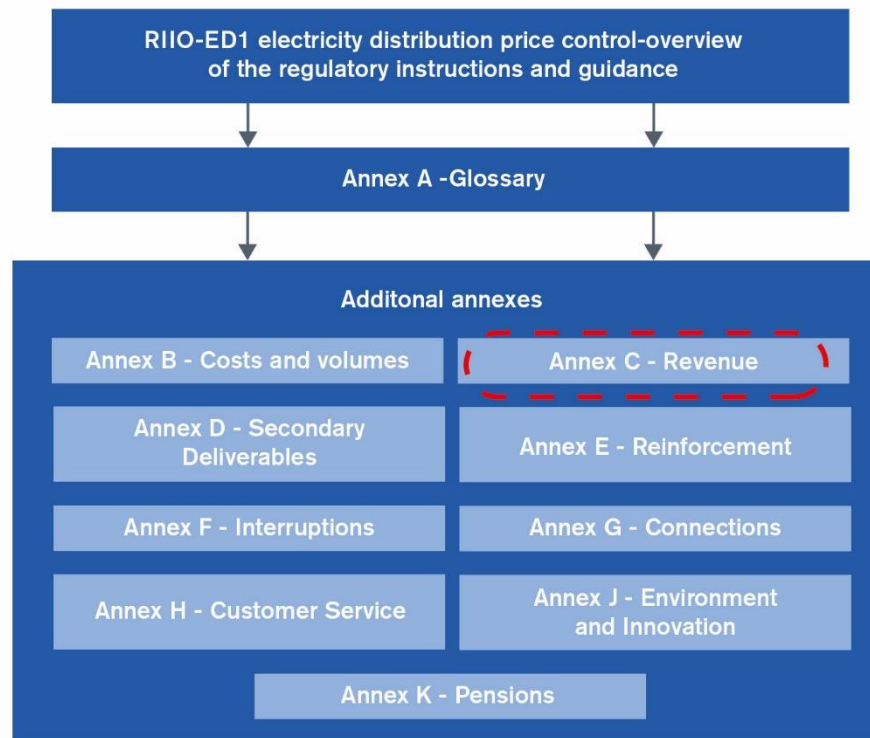 RIIO-ED1 electricity distribution price control-overview
of the regulatory instructions and guidance
Annex A -Glossary
Additonal annexes
Annex B - Costs and volumes
Annex C - Revenue
Annex D - Secondary
Deliverables
Annex E - Reinforcement
Annex F - Interruptions
Annex G - Connections
Annex H - Customer Service
Annex J - Environment
and Innovation
Annex K - Pensions